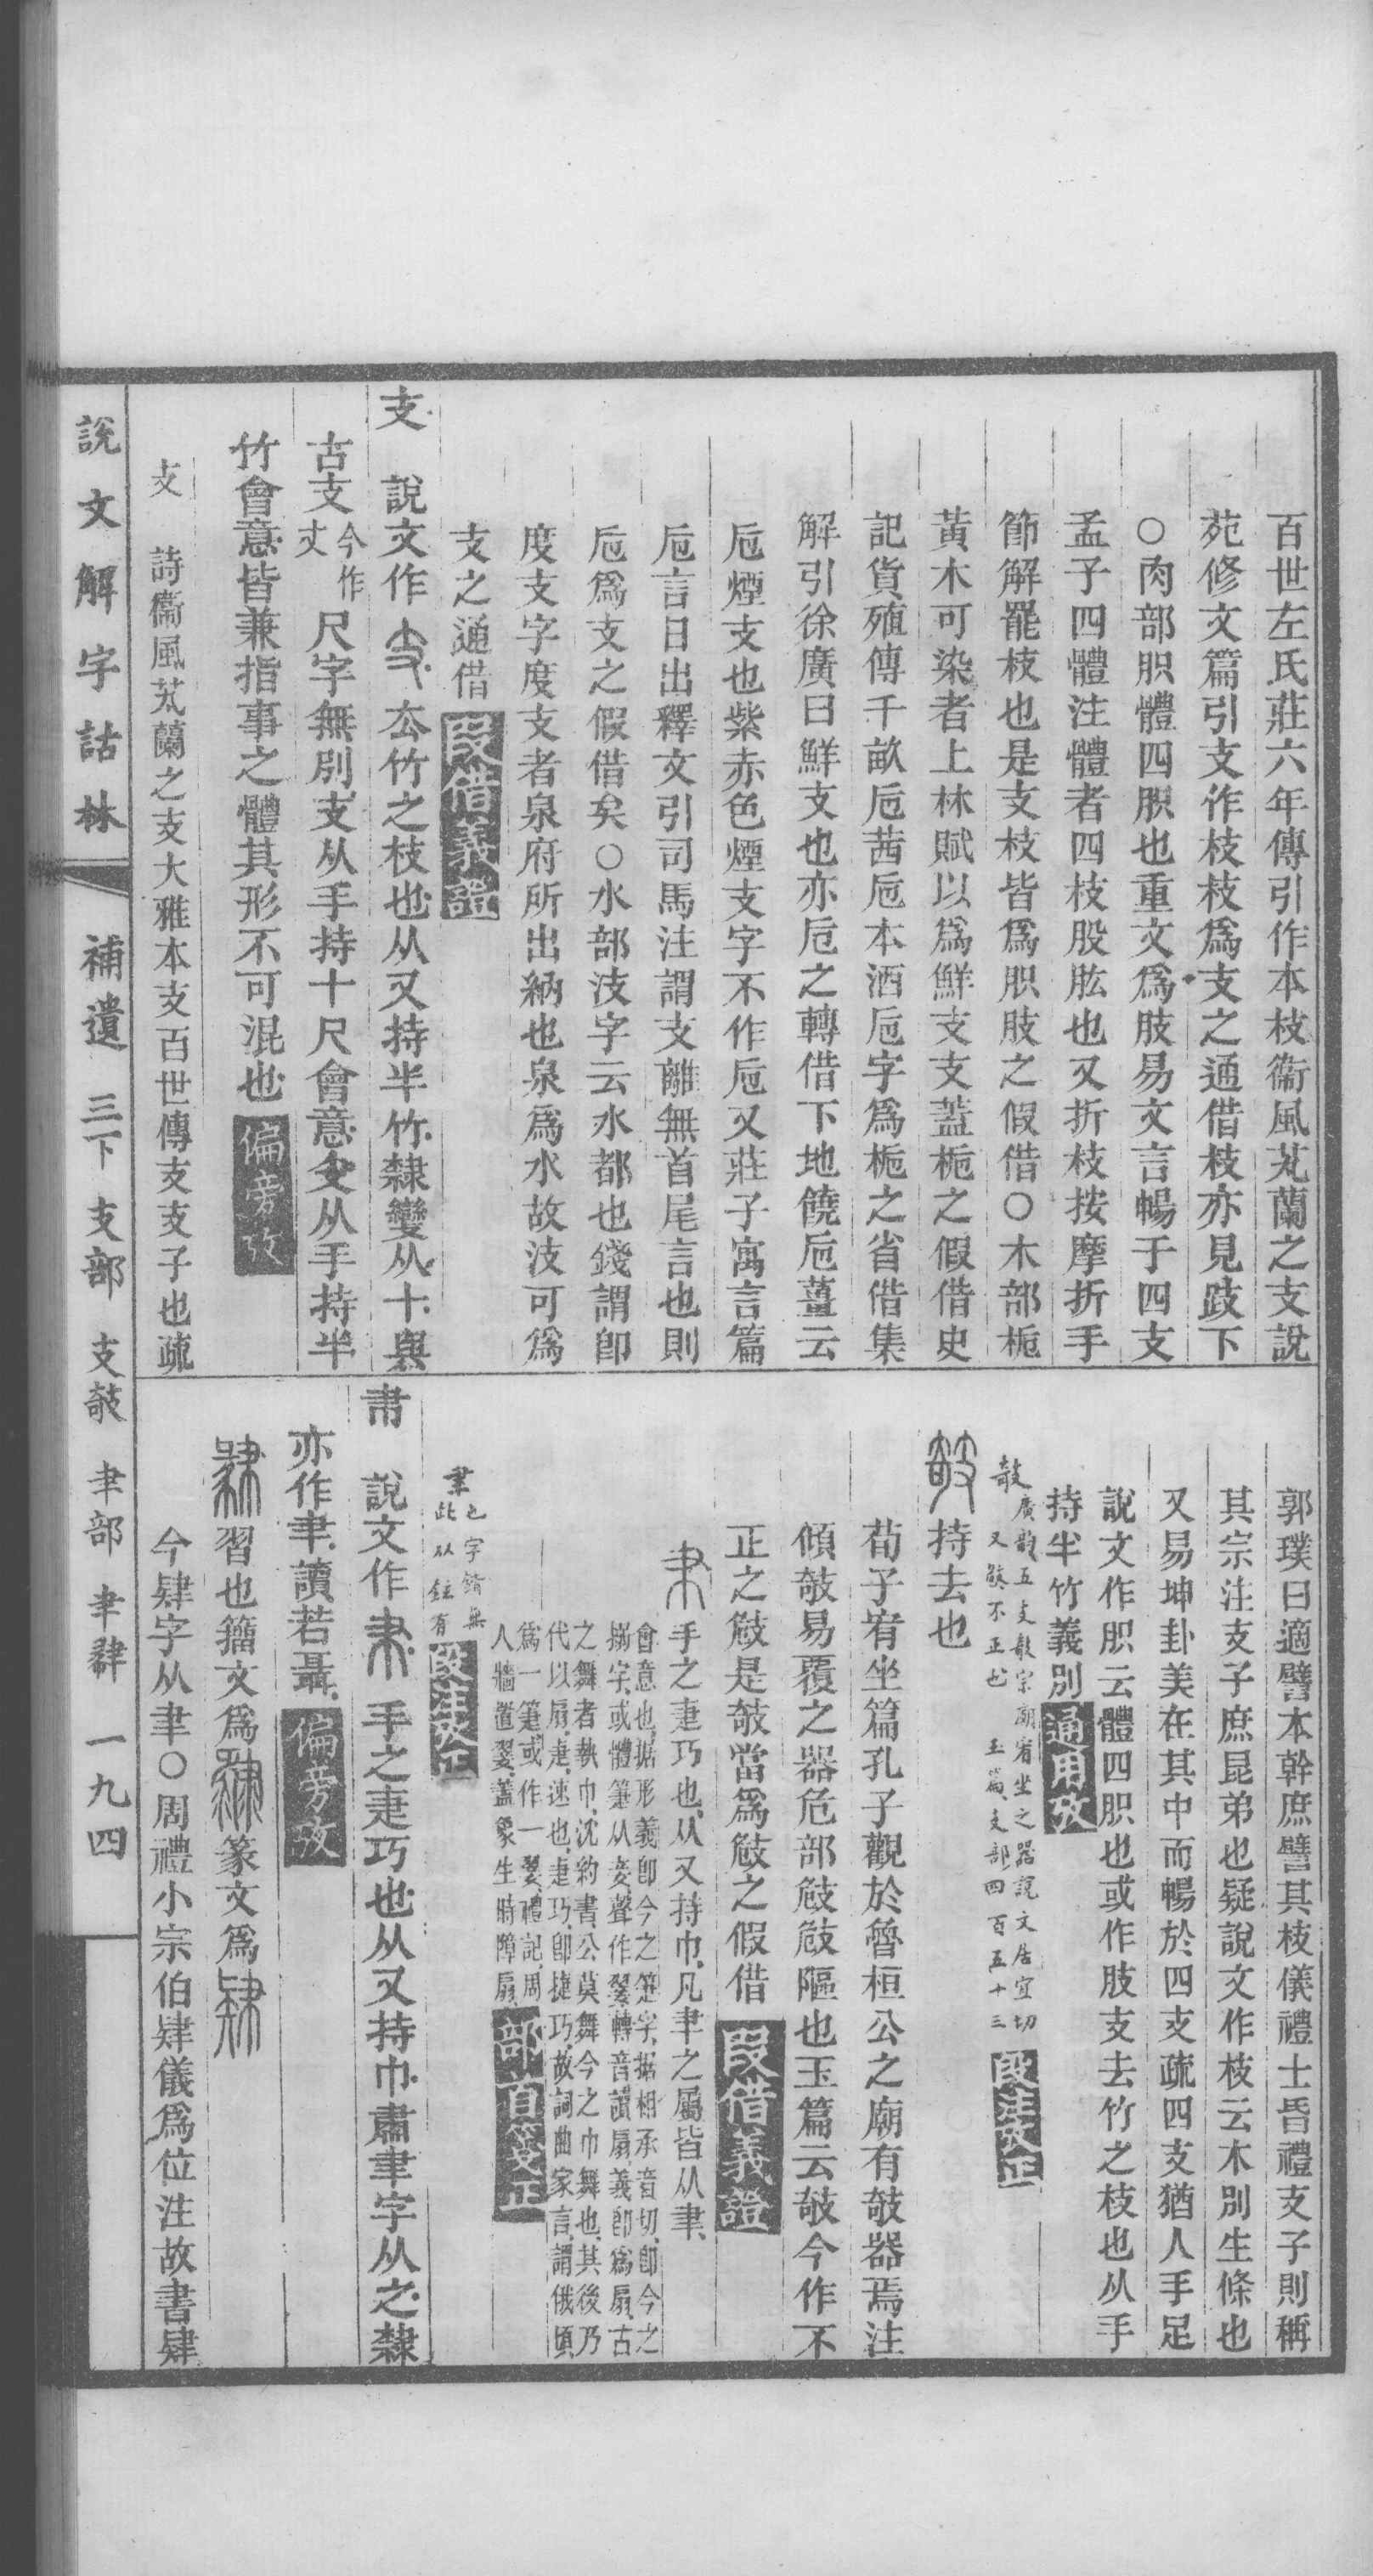 百世左氏莊六年傳引作本枝衞風芄蘭之支說
苑修文篇引支作枝枝爲支之通借枝亦見跂下
○肉部胑體四胑也重文爲肢易文言暢于四支
孟子四體注體者四枝股肱也又折枝按摩折手
節解罷枝也是支枝皆爲胑肢之假借○木部梔
黃木可染者上林賦以爲鮮支支蓋梔之假借史
記貨殖傳千畝巵茜巵本酒巵字爲梔之省借集
解引徐廣曰鮮支也亦巵之轉借下地饒巵薑云
巵煙支也紫赤色煙支字不作巵又莊子寓言篇
巵言日出釋文引司馬注謂支離無首尾言也則
巵爲支之假借矣○水部汥字云水都也錢謂卽
度支字度支者泉府所出納也泉爲水故汥可爲
支之通借 叚借義證
支 說文作𠦙厺竹之枝也从又持半竹隸變从十與
古支今作丈尺字無別支从手持十尺會意支从手持半
竹會意皆兼指事之體其形不可混也 偏旁攷
支 詩衞風芄蘭之支大雅本支百世傳支支子也疏
郭璞曰適譬本幹庶譬其枝儀禮士昏禮支子則稱
其宗注支子庶昆弟也疑說文作枝云木別生條也
又易坤卦美在其中而暢於四支疏四支猶人手足
說文作胑云體四胑也或作肢支去竹之枝也从手
持半竹義別 通用攷
攲 廣韵五支攲宗廟宥坐之器說文居宜切又攲不正也 玉篇支部四百五十三 段注攷正
攲 持去也
荀子宥坐篇孔子觀於魯桓公之廟有攲器焉注
傾攲易覆之器危部㩻㩻䧢也玉篇云攲今作不
正之㩻是攲當爲㩻之假借 叚借義證
𦘒 手之疌巧也从又持巾凡𦘒之屬皆从𦘒
會意也据形義卽今之箑字据相承音切卽今之
㨗字或體箑从妾聲作翣轉音讀扇義卽爲扇古
之舞者執巾沈約書公莫舞今之巾舞也其後乃
代以扇疌速也疌巧卽捷巧故詞曲家言謂俄頃
爲一箑或作一翣禮記周
人牆置翣蓋象生時障扇 部首箋正
疌 此从 注有 也字鍇無 段注攷正
𦘒 說文作𦘒手之疌巧也从又持巾肅聿字从之隸
亦作聿讀若聶 偏旁攷
𦘠 習也籀文爲𦘡篆文爲肄
今肄字从聿○周禮小宗伯肄儀爲位注故書肄
說文解字詁林 補遺 三下 支部 支攲 𦘒部 𦘒肄 一九四